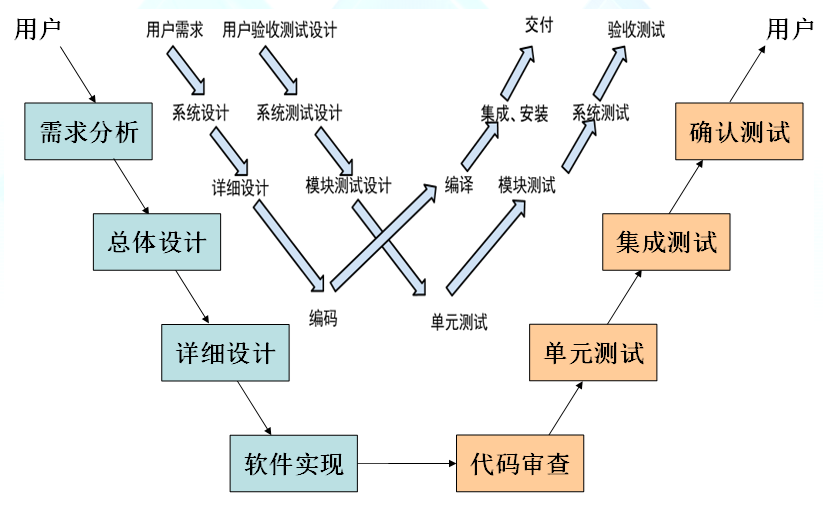 用户
用户需求
用户验收测试设计
交付
验收测试
用户
需求分析
系统设计
系统测试设计
集成、安装
系统测试
确认测试
详细设计
模块测试设计
编译
模块测试
总体设计
集成测试
编码
单元测试
详细设计
单元测试
软件实现
代码审查